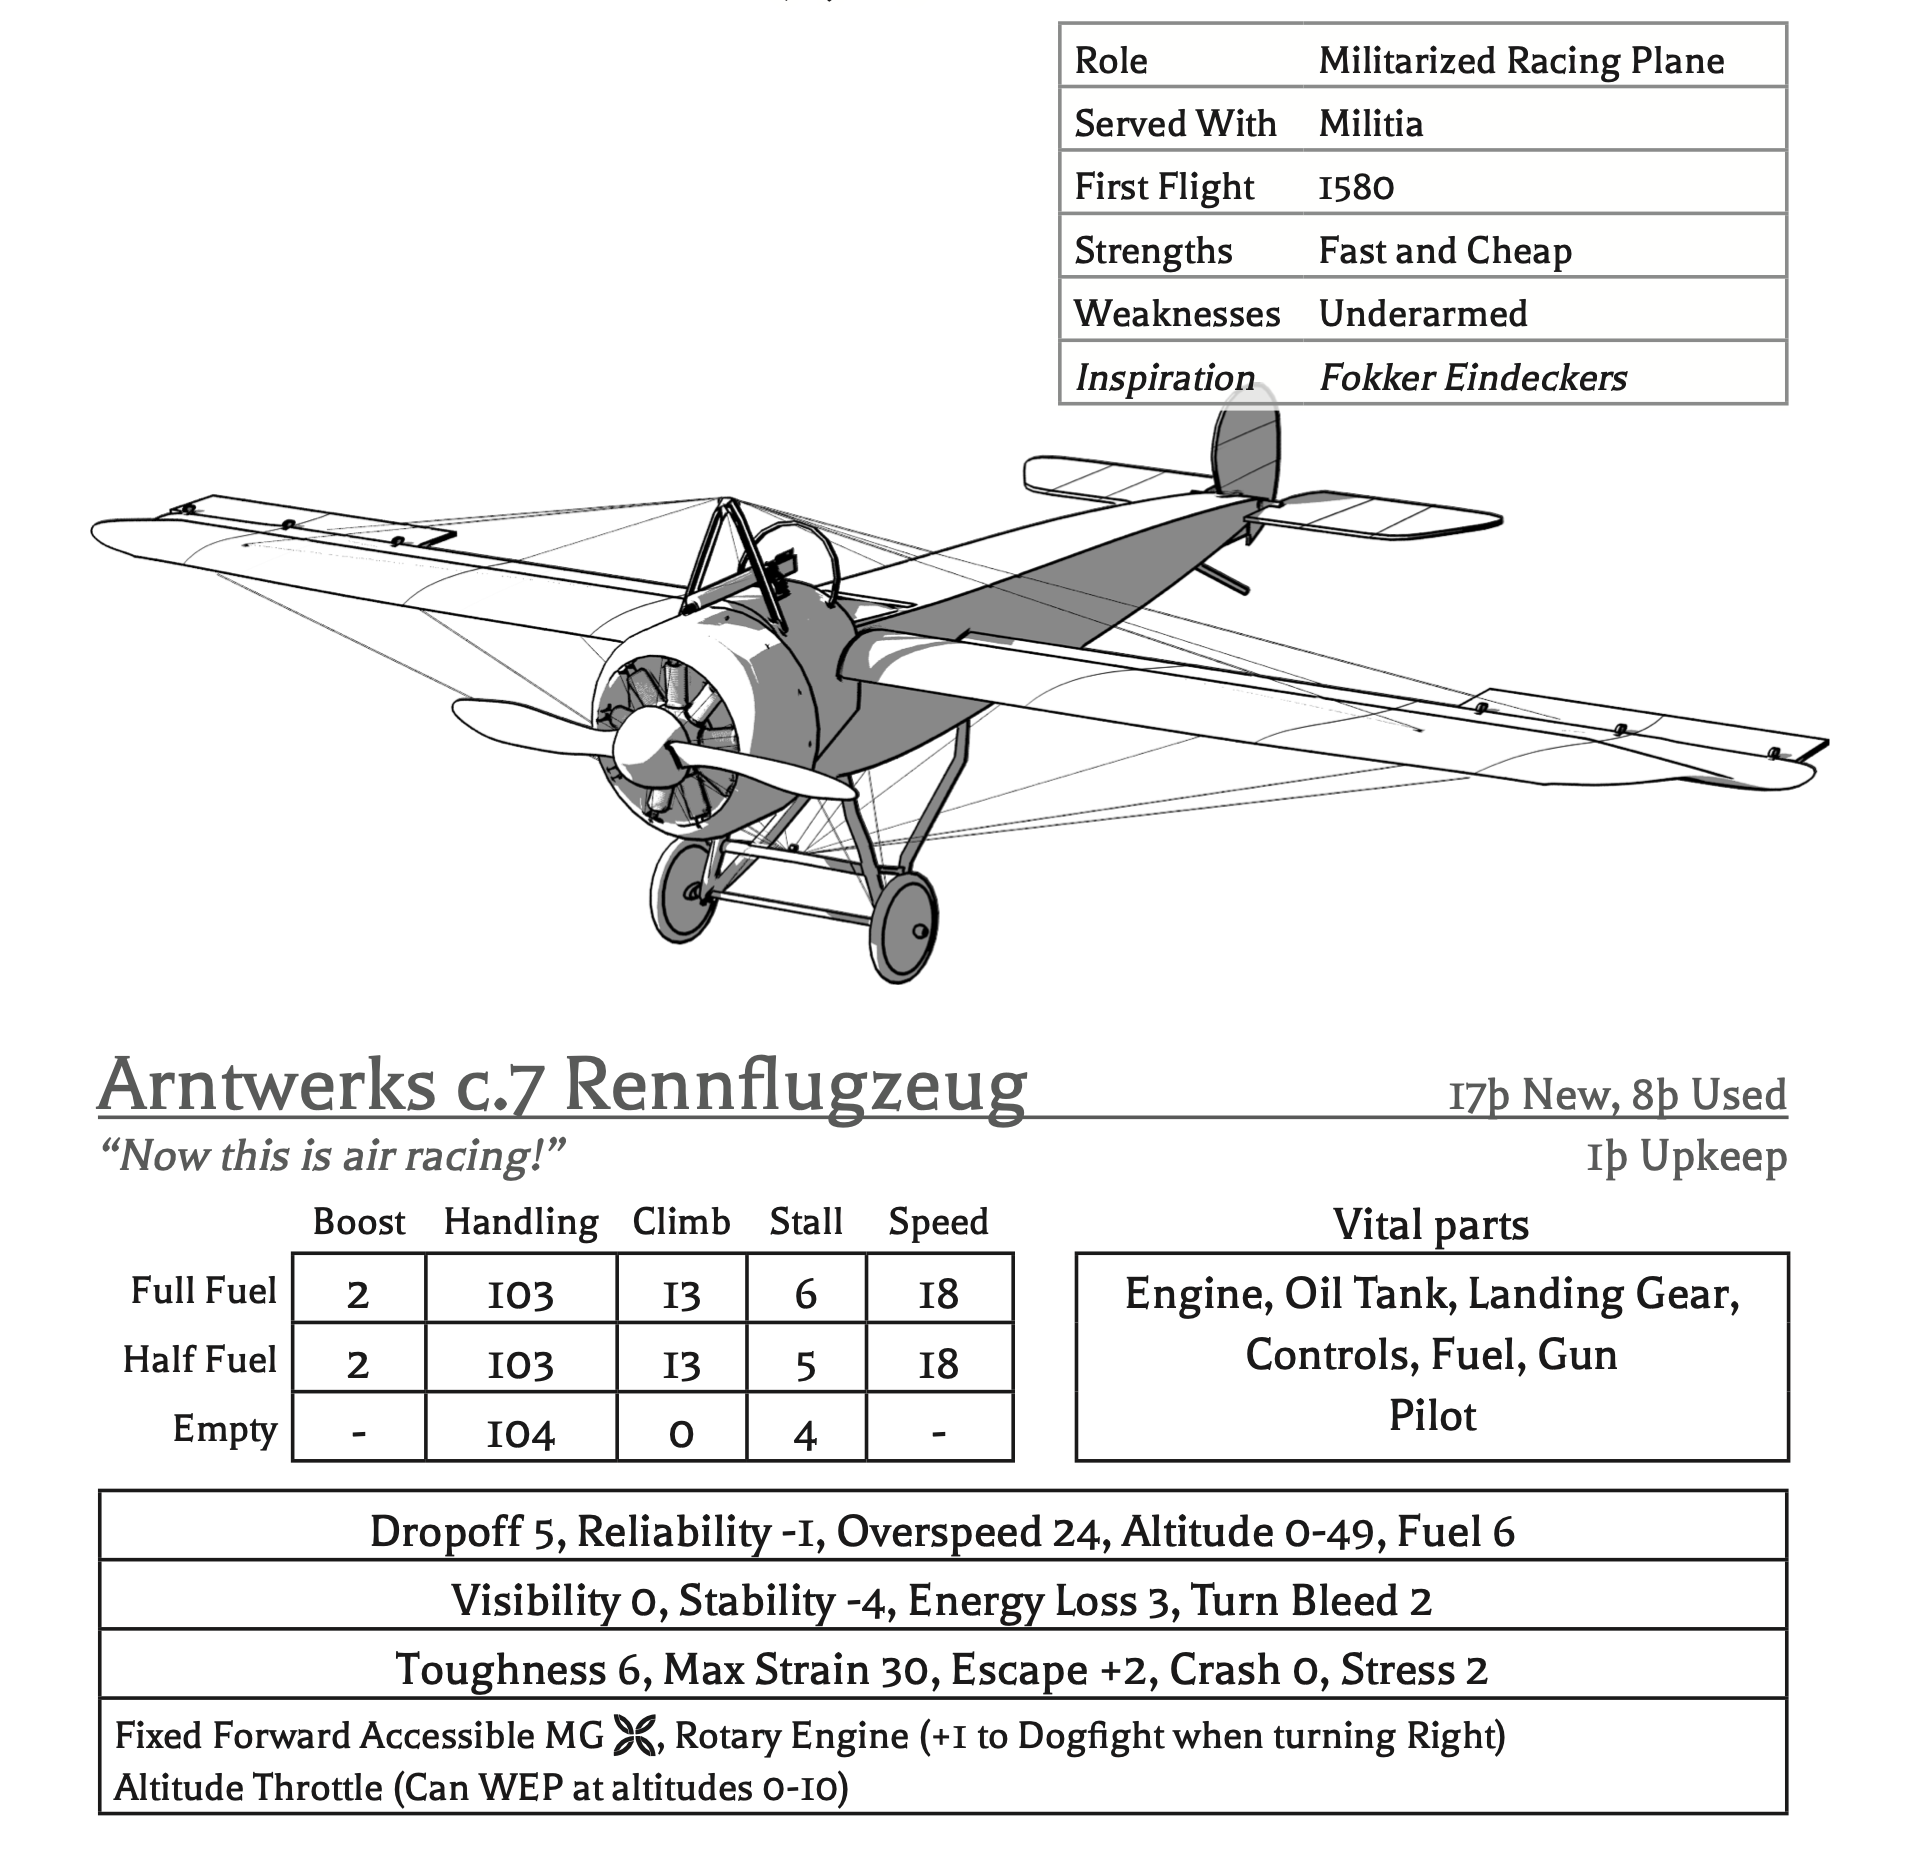 Role Militarized Racing Plane
Served With Militia
First Flight 1580
Strengths Fast and Cheap
Weaknesses Underarmed
Inspiration Fokker Eindeckers
Arntwerks c.7 Rennflugzeug 17þ New, 8þ Used
“Now this is air racing!” 1þ Upkeep
Boost Handling Climb Stall Speed
Full Fuel 2 103 13 6 18
Half Fuel 2 103 13 5 18
Empty - 104 0 4 -
Vital parts
Engine, Oil Tank, Landing Gear,
Controls, Fuel, Gun
Pilot
Dropoff 5, Reliability -1, Overspeed 24, Altitude 0-49, Fuel 6
Visibility 0, Stability -4, Energy Loss 3, Turn Bleed 2
Toughness 6, Max Strain 30, Escape +2, Crash 0, Stress 2
Fixed Forward Accessible MG , Rotary Engine (+1 to Dogfight when turning Right)
Altitude Throttle (Can WEP at altitudes 0-10)